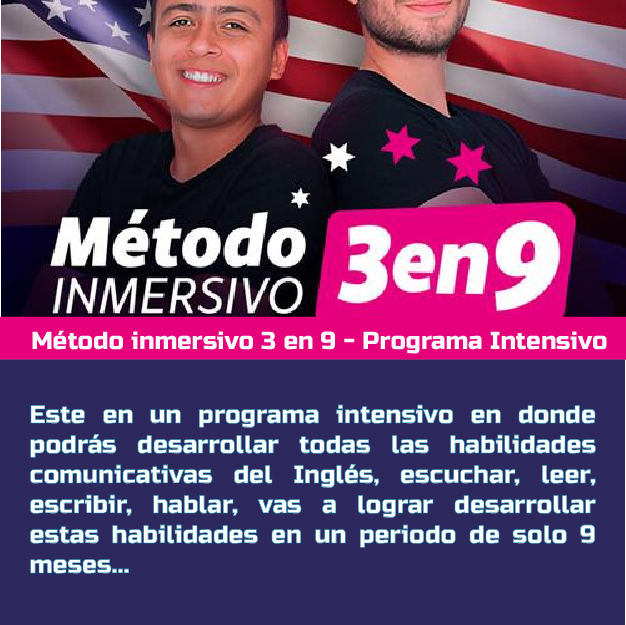 Método
INMERSIVO
3en9
Método inmersivo 3 en 9 - Programa Intensivo
Este en un programa intensivo en donde
podrás desarrollar todas las habilidades
comunicativas del Inglés, escuchar, leer,
escribir, hablar, vas a lograr desarrollar
estas habilidades en un periodo de solo 9
meses...